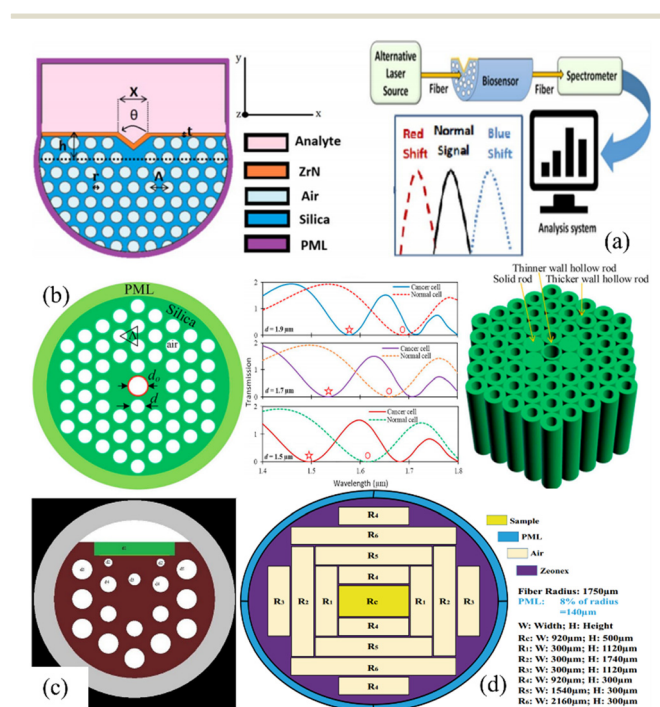 y
x
z
X
θ
t
h
r
Λ
Analyte
ZrN
Air
Silica
PML
Alternative
Laser
Source
Fiber
Biosensor
Fiber
Spectrometer
Red Normal Blue
Shift Signal Shift
Analysis system
(a)
(b)
PML
Silica
air
Λ
do
d
Transmission
2
1
0
Cancer cell
Normal cell
d = 1.9 μm
2
1
0
Cancer cell
Normal cell
d = 1.7 μm
2
1
0
Cancer cell
Normal cell
d = 1.5 μm
1.4 1.5 1.6 1.7 1.8
Wavelength (μm)
Thinner wall hollow rod
Solid rod Thicker wall hollow rod
(c)
R4
R6
R5
R4
R3 R2 R1 Rc R1 R2 R3
R4
R5
R6
R4
Sample
PML
Air
Zeonex
Fiber Radius: 1750μm
PML: 8% of radius
=140μm
W: Width; H: Height
Rc: W: 920μm; H: 500μm
R1: W: 300μm; H: 1120μm
R2: W: 300μm; H: 1740μm
R3: W: 300μm; H: 1120μm
R4: W: 920μm; H: 300μm
R5: W: 1540μm; H: 300μm
R6: W: 2160μm; H: 300μm
(d)